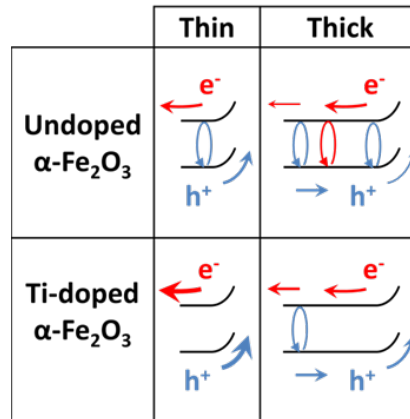 Thin Thick
Undoped
α-Fe₂O₃
e⁻
h⁺
e⁻
h⁺
Ti-doped
α-Fe₂O₃
e⁻
h⁺
e⁻
h⁺